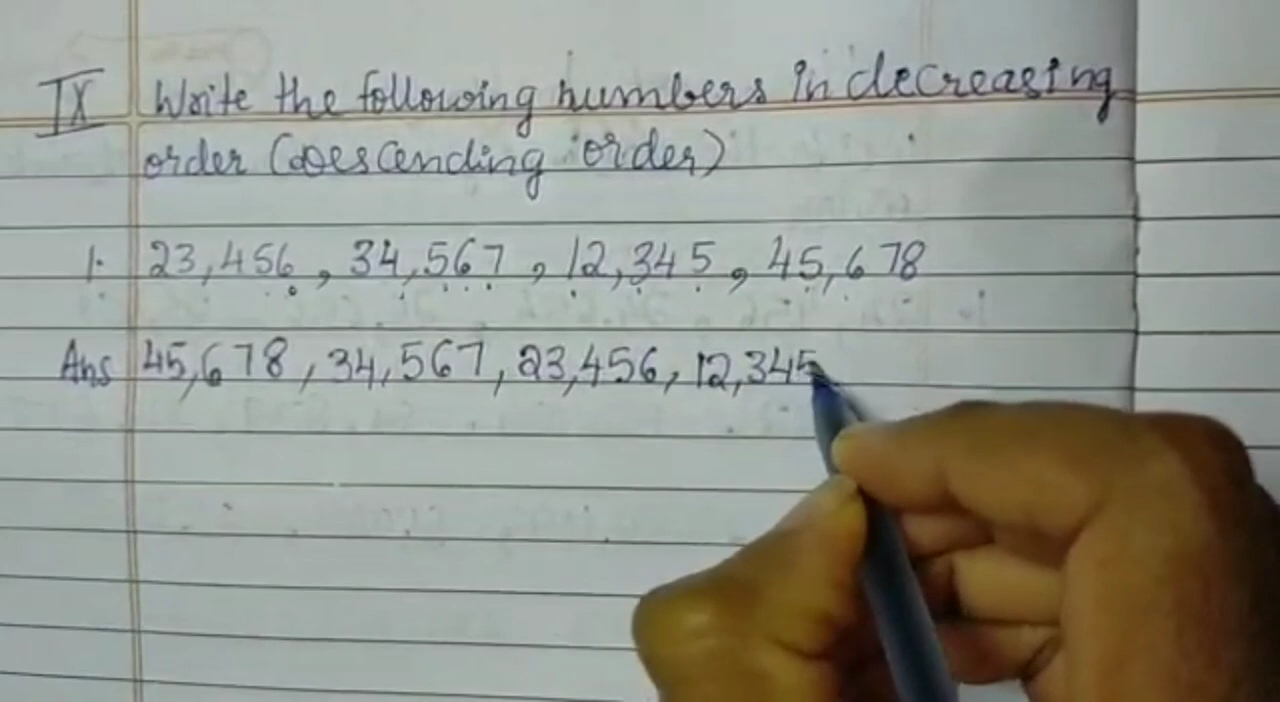 IX Write the following numbers in decreasing
order (descending order)
1. 23,456, 34,567, 12,345, 45,678
Ans 45,678, 34,567, 23,456, 12,345